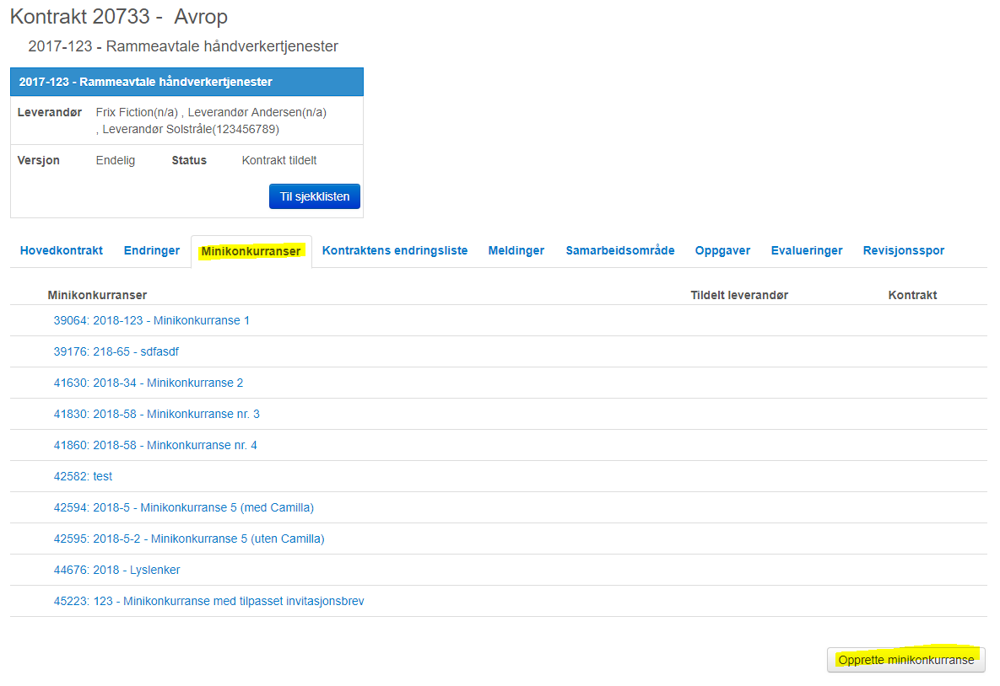 Kontrakt 20733 - Avrop
2017-123 - Rammeavtale håndverkertjenester
2017-123 - Rammeavtale håndverkertjenester
Leverandør Frix Fiction(n/a) , Leverandør Andersen(n/a)
, Leverandør Solstråle(123456789)
Versjon Endelig Status Kontrakt tildelt
Til sjekklisten
Hovedkontrakt Endringer Minikonkurranser Kontraktens endringsliste Meldinger Samarbeidsområde Oppgaver Evalueringer Revisjonsspor
Minikonkurranser Tildelt leverandør Kontrakt
39064: 2018-123 - Minikonkurranse 1
39176: 218-65 - sdfasdf
41630: 2018-34 - Minikonkurranse 2
41830: 2018-58 - Minikonkurranse nr. 3
41860: 2018-58 - Minkonkurranse nr. 4
42582: test
42594: 2018-5 - Minikonkurranse 5 (med Camilla)
42595: 2018-5-2 - Minikonkurranse 5 (uten Camilla)
44676: 2018 - Lyslenker
45223: 123 - Minikonkurranse med tilpasset invitasjonsbrev
Opprette minikonkurranse